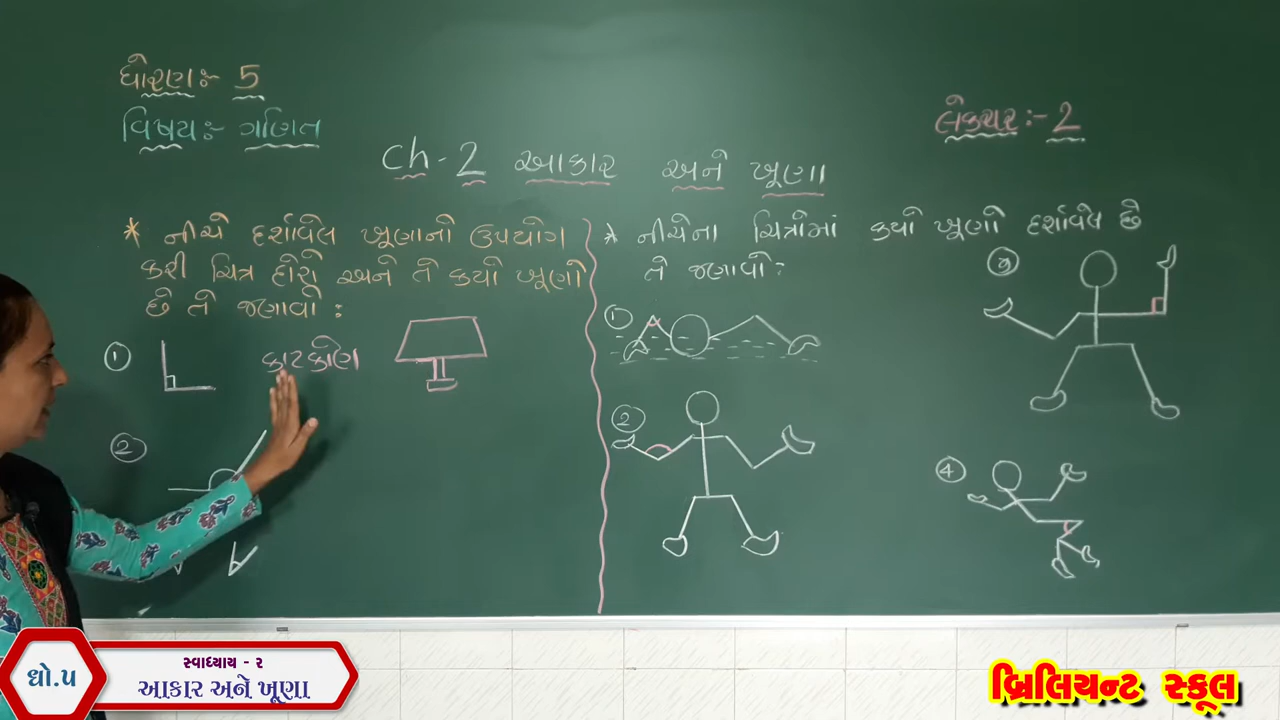 ધોરણ:- 5
વિષય:- ગણિત
લેક્ચર:- 2
ch-2 આકાર અને ખૂણા
* નીચે દર્શાવેલ ખૂણાનો ઉપયોગ
કરી ચિત્ર દોરો અને તે કયો ખૂણો
છે તે જણાવો :
① કાટકોણ
②
* નીચેના ચિત્રોમાં કયો ખૂણો દર્શાવેલ છે
તે જણાવો :
①
②
૩
④
ધો.૫
સ્વાધ્યાય - ૨
આકાર અને ખૂણા
બ્રિલિયન્ટ સ્કૂલ